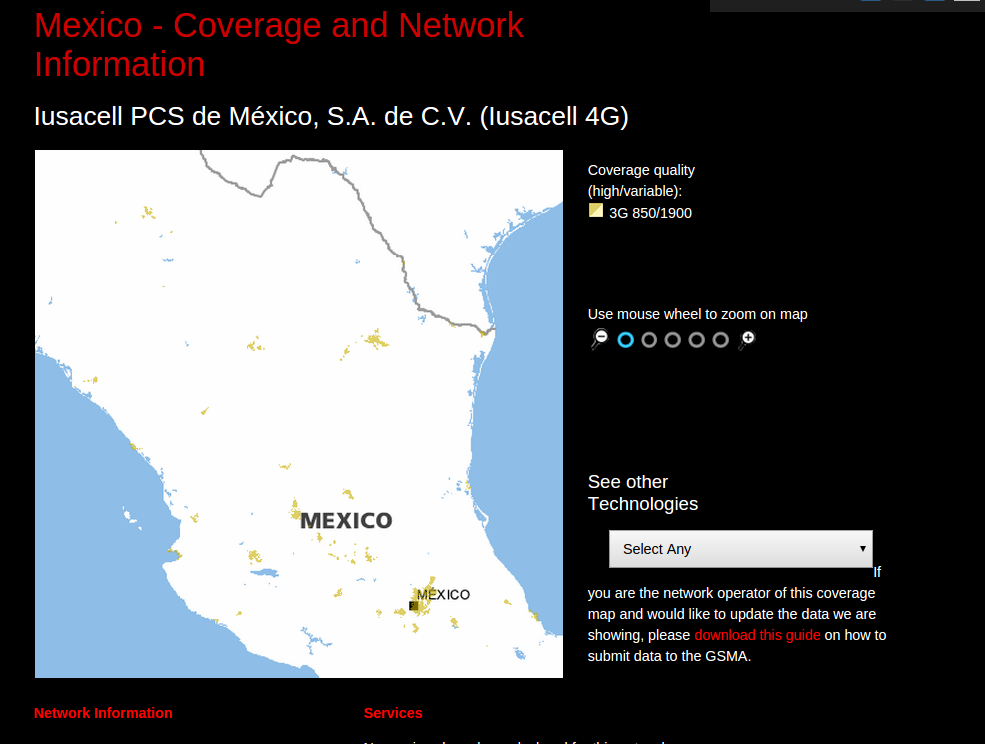 Mexico - Coverage and Network
Information
Iusacell PCS de México, S.A. de C.V. (Iusacell 4G)
Coverage quality
(high/variable):
3G 850/1900
Use mouse wheel to zoom on map
See other
Technologies
Select Any
If
you are the network operator of this coverage
map and would like to update the data we are
showing, please download this guide on how to
submit data to the GSMA.
MEXICO
MEXICO
Network Information
Services